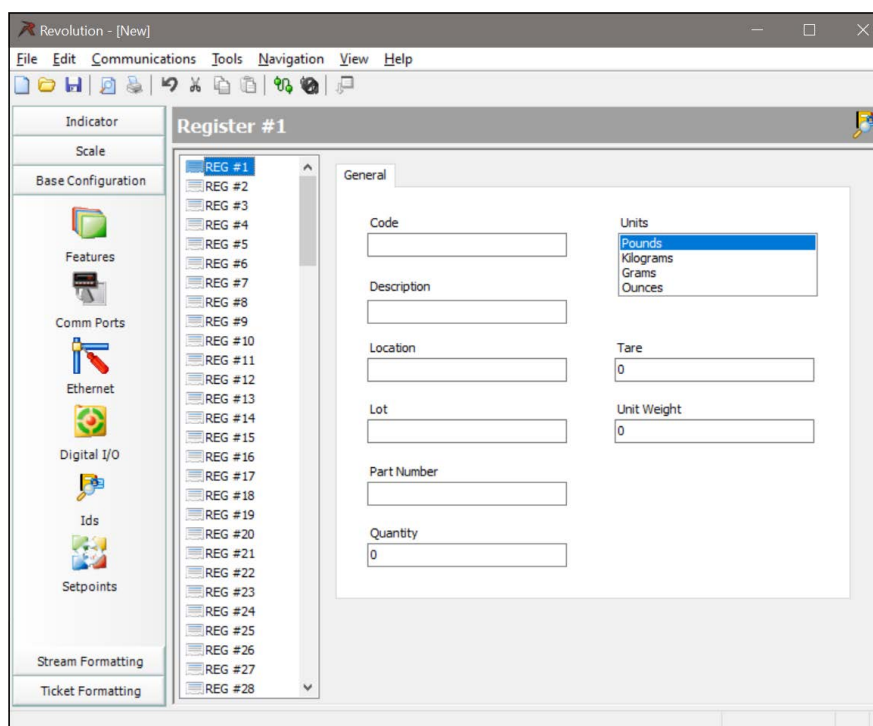 Revolution - [New]
File Edit Communications Tools Navigation View Help
Indicator
Scale
Base Configuration
Features
Comm Ports
Ethernet
Digital I/O
Ids
Setpoints
Stream Formatting
Ticket Formatting
Register #1
REG #1
REG #2
REG #3
REG #4
REG #5
REG #6
REG #7
REG #8
REG #9
REG #10
REG #11
REG #12
REG #13
REG #14
REG #15
REG #16
REG #17
REG #18
REG #19
REG #20
REG #21
REG #22
REG #23
REG #24
REG #25
REG #26
REG #27
REG #28
General
Code
Description
Location
Lot
Part Number
Quantity
0
Units
Pounds
Kilograms
Grams
Ounces
Tare
0
Unit Weight
0